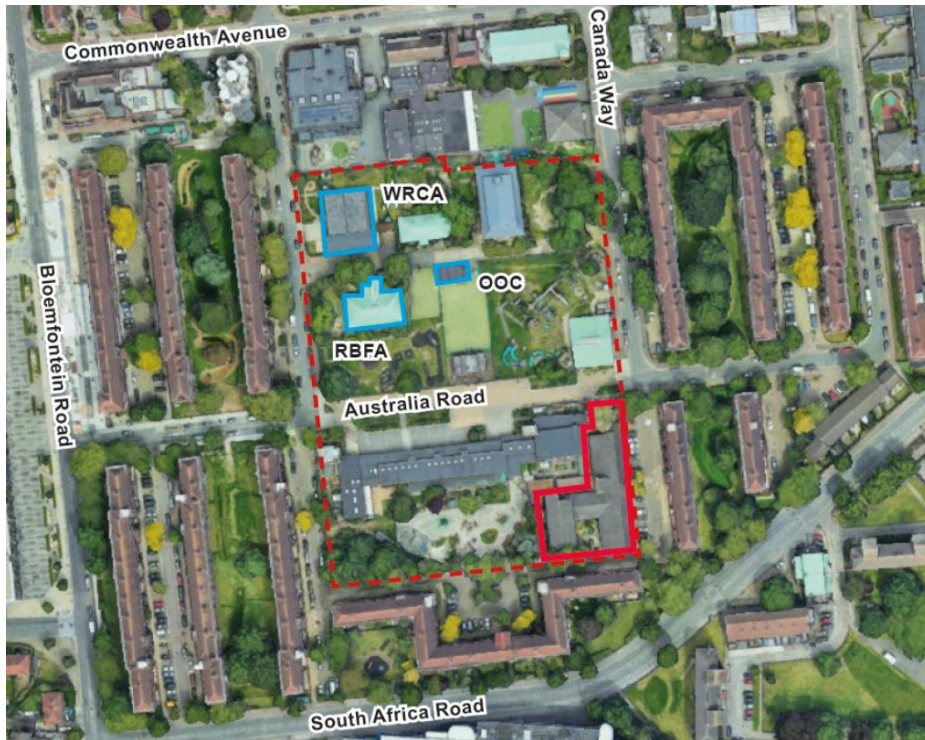 Commonwealth Avenue
Canada Way
WRCA
OOC
Bloemfontein Road
RBFA
Australia Road
South Africa Road